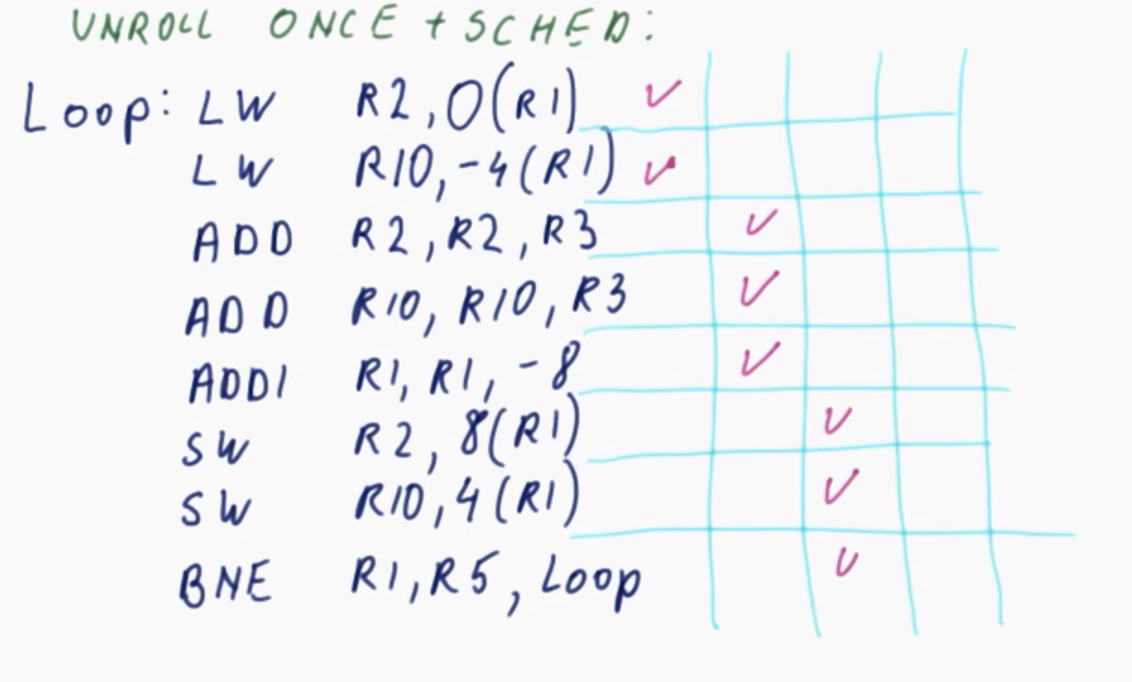 UNROLL ONCE + SCHED:
Loop: LW R2, 0(R1) ✓
LW R10, -4(R1) ✓
ADD R2, R2, R3 ✓
ADD R10, R10, R3 ✓
ADDI R1, R1, -8 ✓
SW R2, 8(R1) ✓
SW R10, 4(R1) ✓
BNE R1, R5, Loop ✓